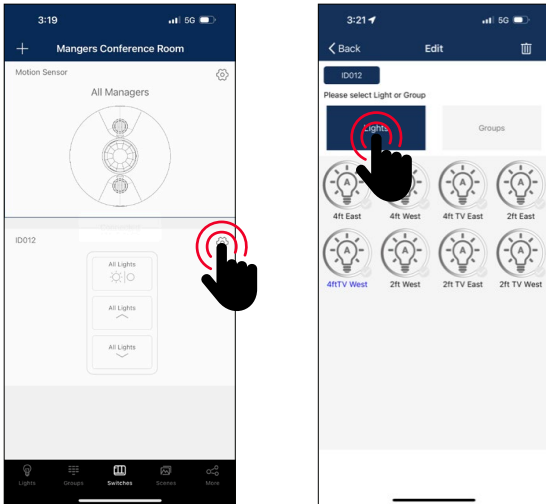 3:19
5G
Mangers Conference Room
Motion Sensor
All Managers
ID012
All Lights
All Lights
All Lights
Lights
Groups
Switches
Scenes
More
3:21
5G
Back
Edit
ID012
Please select Light or Group
Lights
Groups
4ft East
4ft West
4ft TV East
2ft East
4ftTV West
2ft West
2ft TV East
2ft TV West